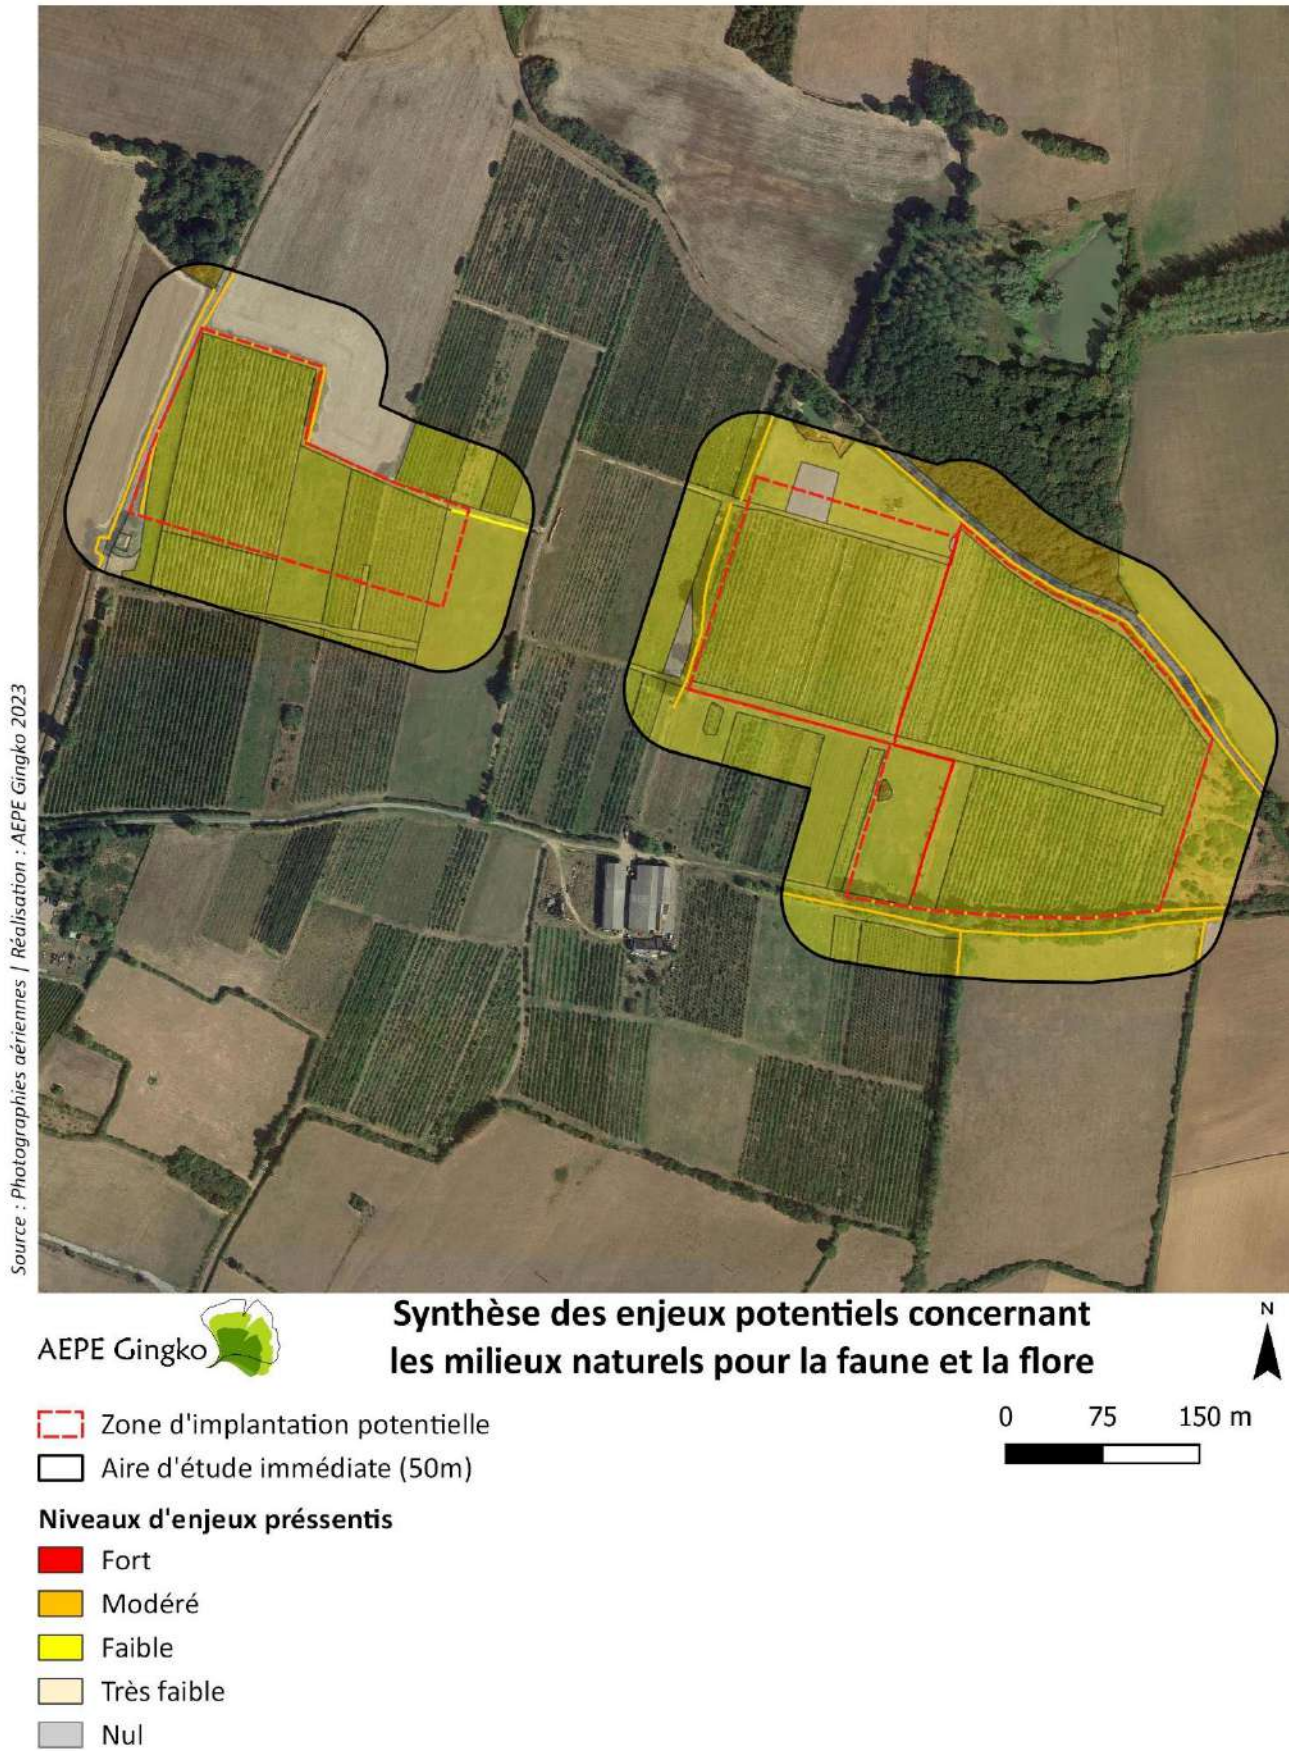 Source : Photographies aériennes | Réalisation : AEPE Gingko 2023
AEPE Gingko
Synthèse des enjeux potentiels concernant
les milieux naturels pour la faune et la flore
N
Zone d'implantation potentielle
Aire d'étude immédiate (50m)
0 75 150 m
Niveaux d'enjeux préssentis
Fort
Modéré
Faible
Très faible
Nul